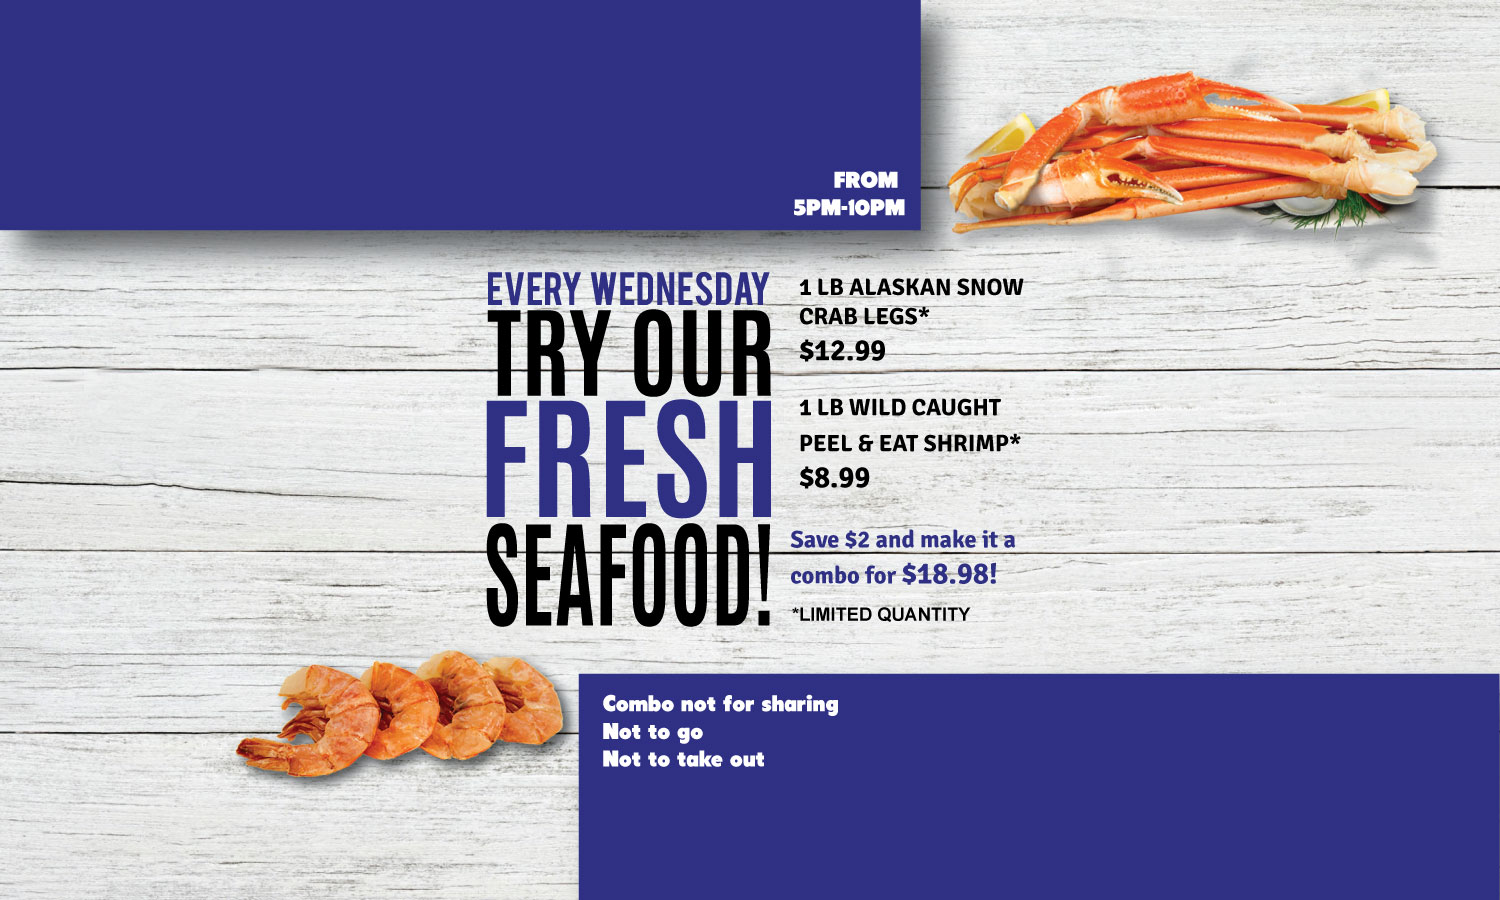 FROM
5PM-10PM
EVERY WEDNESDAY
TRY OUR
FRESH
SEAFOOD!
1 LB ALASKAN SNOW
CRAB LEGS*
$12.99
1 LB WILD CAUGHT
PEEL & EAT SHRIMP*
$8.99
Save $2 and make it a
combo for $18.98!
*LIMITED QUANTITY
Combo not for sharing
Not to go
Not to take out